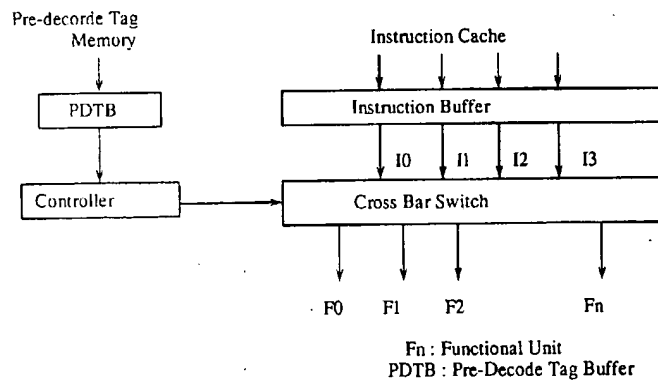 Pre-decorde Tag
Memory
Instruction Cache
PDTB
Instruction Buffer
I0 I1 I2 I3
Controller
Cross Bar Switch
F0 F1 F2 Fn
Fn : Functional Unit
PDTB : Pre-Decode Tag Buffer